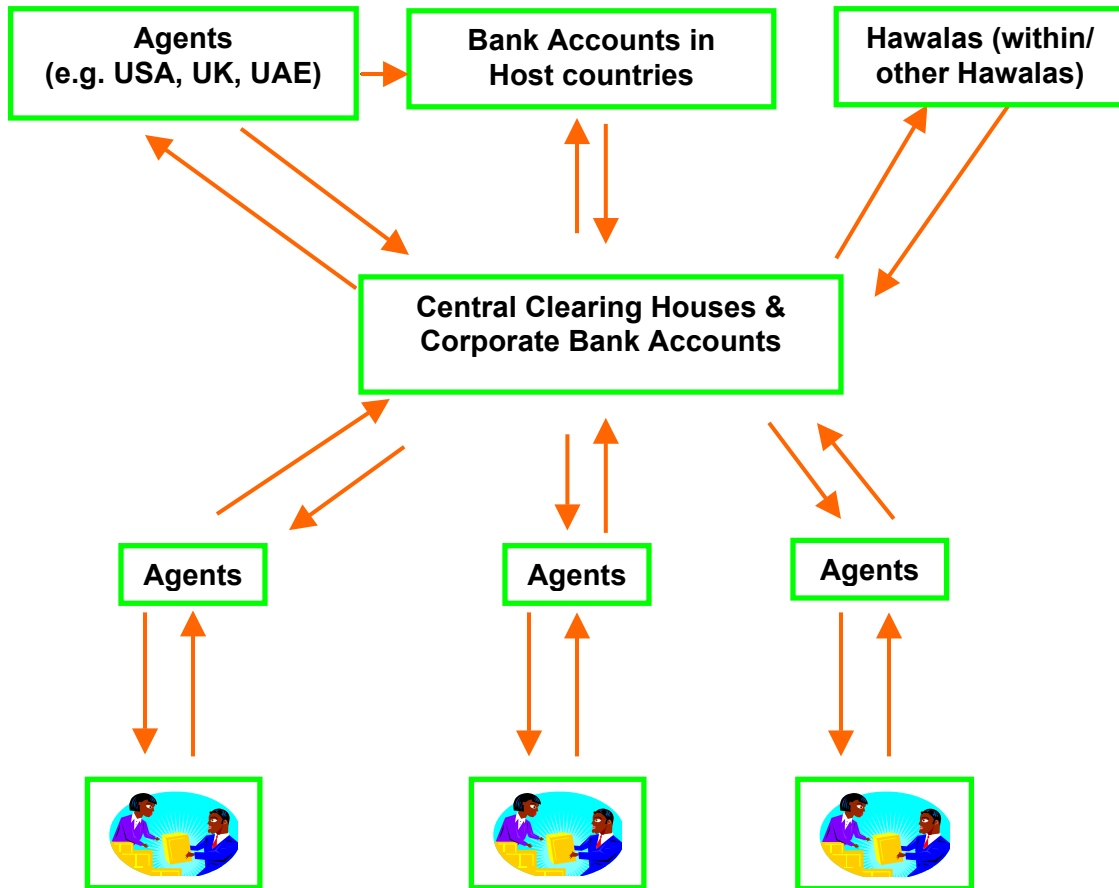 Agents
(e.g. USA, UK, UAE)
Bank Accounts in
Host countries
Hawalas (within/
other Hawalas)
Central Clearing Houses &
Corporate Bank Accounts
Agents
Agents
Agents